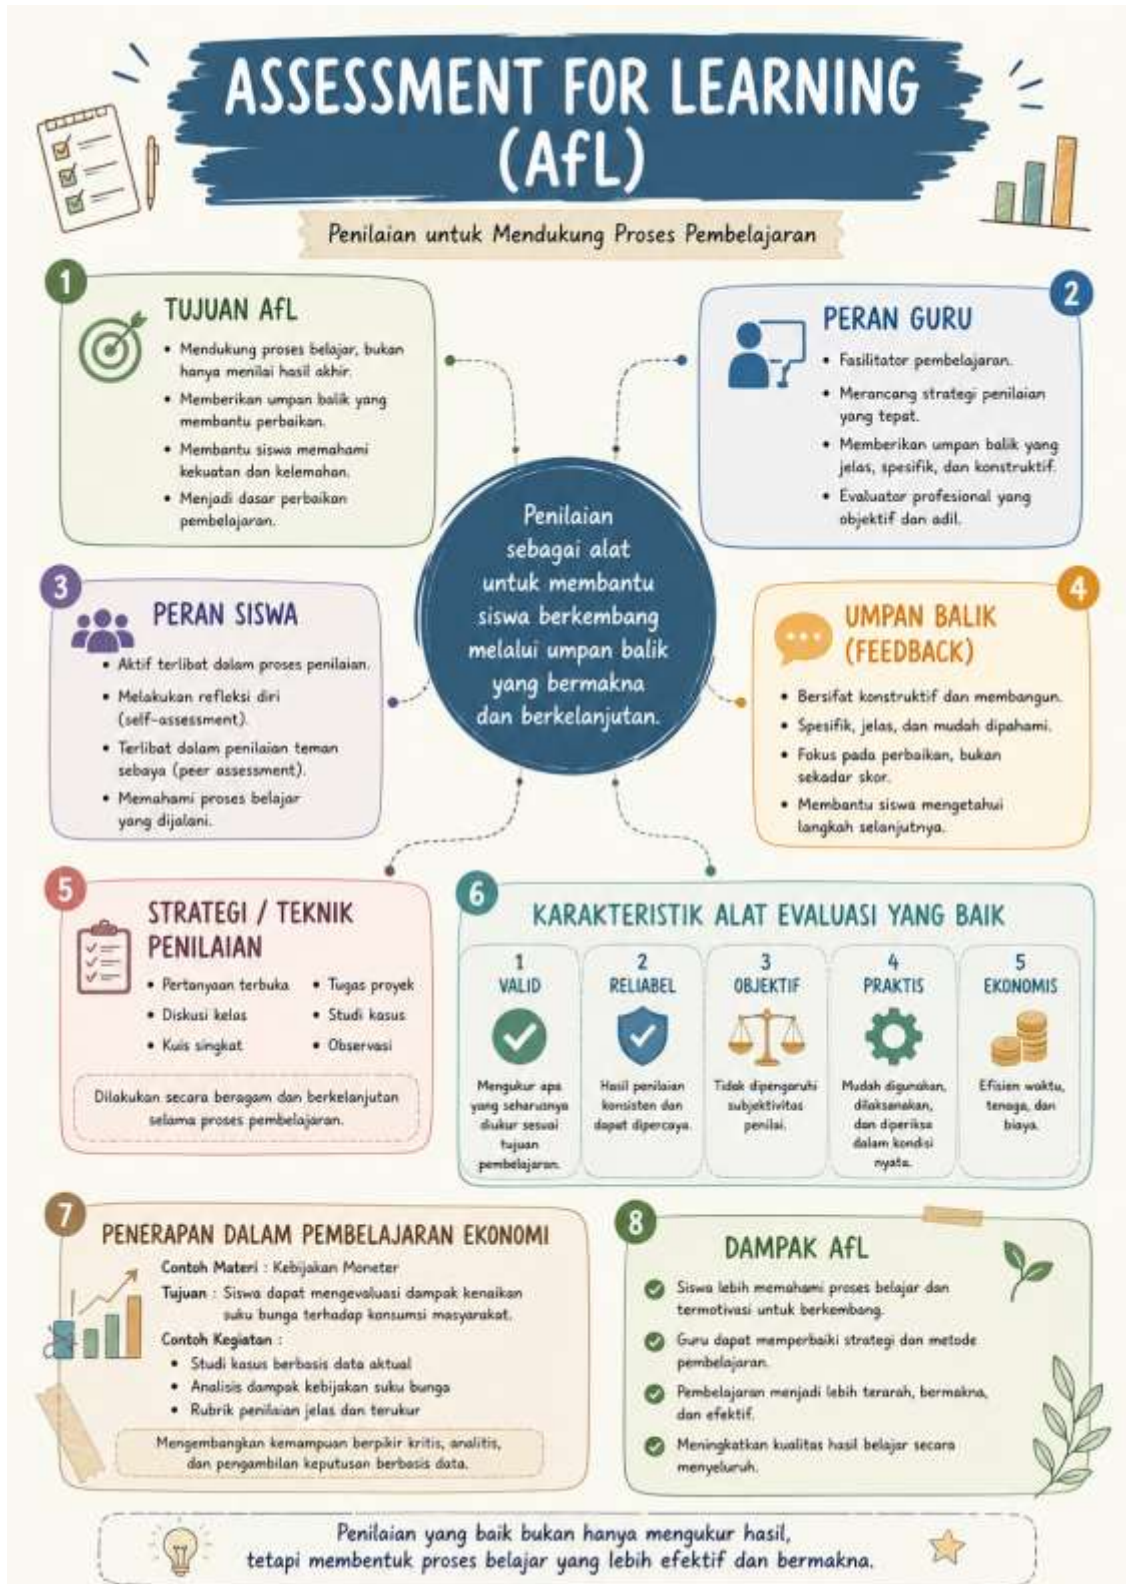 ASSESSMENT FOR LEARNING
(AfL)
Penilaian untuk Mendukung Proses Pembelajaran
1
TUJUAN AfL
• Mendukung proses belajar, bukan
hanya menilai hasil akhir.
• Memberikan umpan balik yang
membantu perbaikan.
• Membantu siswa memahami
kekuatan dan kelemahan.
• Menjadi dasar perbaikan
pembelajaran.
2
PERAN GURU
• Fasilitator pembelajaran.
• Merancang strategi penilaian
yang tepat.
• Memberikan umpan balik yang
jelas, spesifik, dan konstruktif.
• Evaluator profesional yang
objektif dan adil.
Penilaian
sebagai alat
untuk membantu
siswa berkembang
melalui umpan balik
yang bermakna
dan berkelanjutan.
3
PERAN SISWA
• Aktif terlibat dalam proses penilaian.
• Melakukan refleksi diri
(self-assessment).
• Terlibat dalam penilaian teman
sebaya (peer assessment).
• Memahami proses belajar
yang dijalani.
4
UMPAN BALIK
(FEEDBACK)
• Bersifat konstruktif dan membangun.
• Spesifik, jelas, dan mudah dipahami.
• Fokus pada perbaikan, bukan
sekadar skor.
• Membantu siswa mengetahui
langkah selanjutnya.
5
STRATEGI / TEKNIK
PENILAIAN
• Pertanyaan terbuka
• Diskusi kelas
• Kuis singkat
• Tugas proyek
• Studi kasus
• Observasi
Dilakukan secara beragam dan berkelanjutan
selama proses pembelajaran.
6
KARAKTERISTIK ALAT EVALUASI YANG BAIK
1
VALID
Mengukur apa
yang seharusnya
diukur sesuai
tujuan
pembelajaran.
2
RELIABEL
Hasil penilaian
konsisten dan
dapat dipercaya.
3
OBJEKTIF
Tidak dipengaruhi
subjektivitas
penilai.
4
PRAKTIS
Mudah digunakan,
dilaksanakan,
dan diperiksa
dalam kondisi
nyata.
5
EKONOMIS
Efisien waktu,
tenaga, dan
biaya.
7
PENERAPAN DALAM PEMBELAJARAN EKONOMI
Contoh Materi : Kebijakan Moneter
Tujuan : Siswa dapat mengevaluasi dampak kenaikan
suku bunga terhadap konsumsi masyarakat.
Contoh Kegiatan :
• Studi kasus berbasis data aktual
• Analisis dampak kebijakan suku bunga
• Rubrik penilaian jelas dan terukur
Mengembangkan kemampuan berpikir kritis, analitis,
dan pengambilan keputusan berbasis data.
8
DAMPAK AfL
Siswa lebih memahami proses belajar dan
termotivasi untuk berkembang.
Guru dapat memperbaiki strategi dan metode
pembelajaran.
Pembelajaran menjadi lebih terarah, bermakna,
dan efektif.
Meningkatkan kualitas hasil belajar secara
menyeluruh.
Penilaian yang baik bukan hanya mengukur hasil,
tetapi membentuk proses belajar yang lebih efektif dan bermakna.